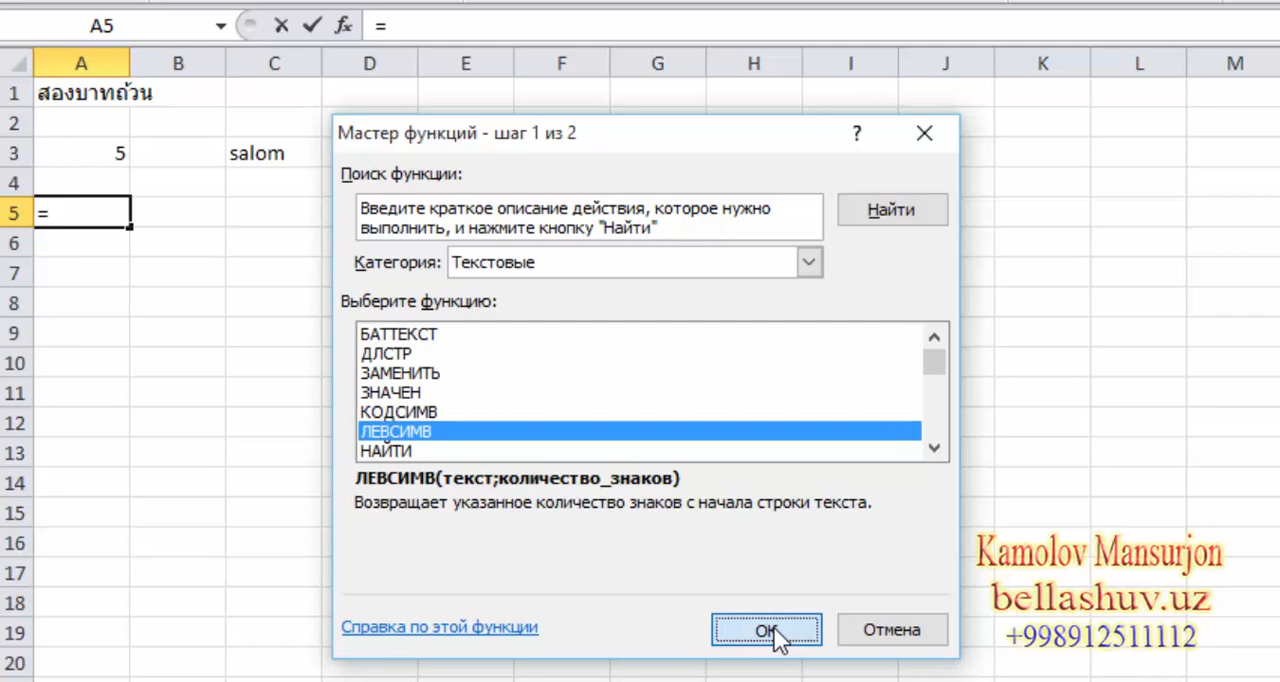 A5 fx =
A B C D E F G H I J K L M
1 สองบาทถ้วน
2
3 5 salom
4
5 =
6
7
8
9
10
11
12
13
14
15
16
17
18
19
20
Мастер функций - шаг 1 из 2 ?
Поиск функции:
Введите краткое описание действия, которое нужно
выполнить, и нажмите кнопку "Найти"
Найти
Категория: Текстовые
Выберите функцию:
БАТТЕКСТ
ДЛСТР
ЗАМЕНИТЬ
ЗНАЧЕН
КОДСИМВ
ЛЕВСИМВ
НАЙТИ
ЛЕВСИМВ(текст;количество_знаков)
Возвращает указанное количество знаков с начала строки текста.
Справка по этой функции
ОК Отмена
Kamolov Mansurjon
bellashuv.uz
+998912511112